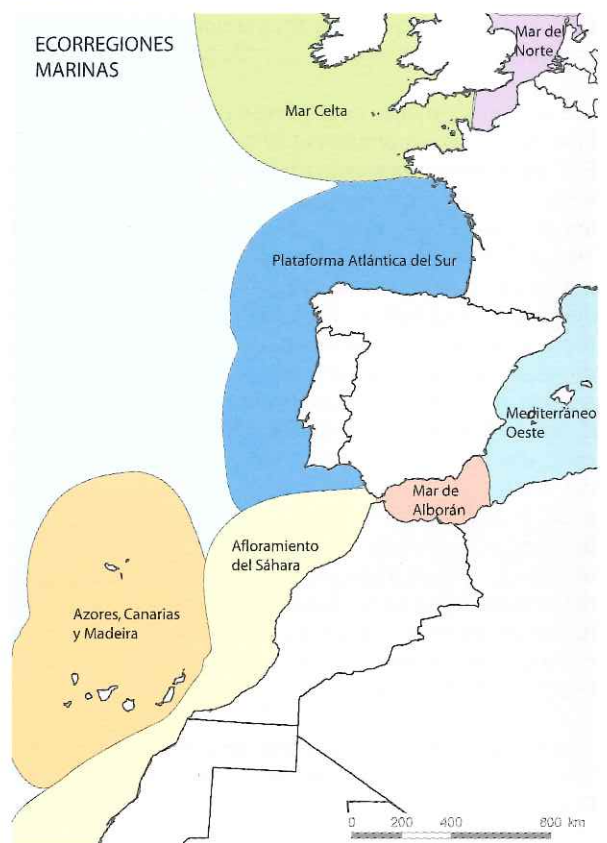 ECORREGIONES
MARINAS
Mar del
Norte
Mar Celta
Plataforma Atlántica del Sur
Mediterráneo
Oeste
Mar de
Alborán
Afloramiento
del Sáhara
Azores, Canarias
y Madeira
0 200 400 800 km